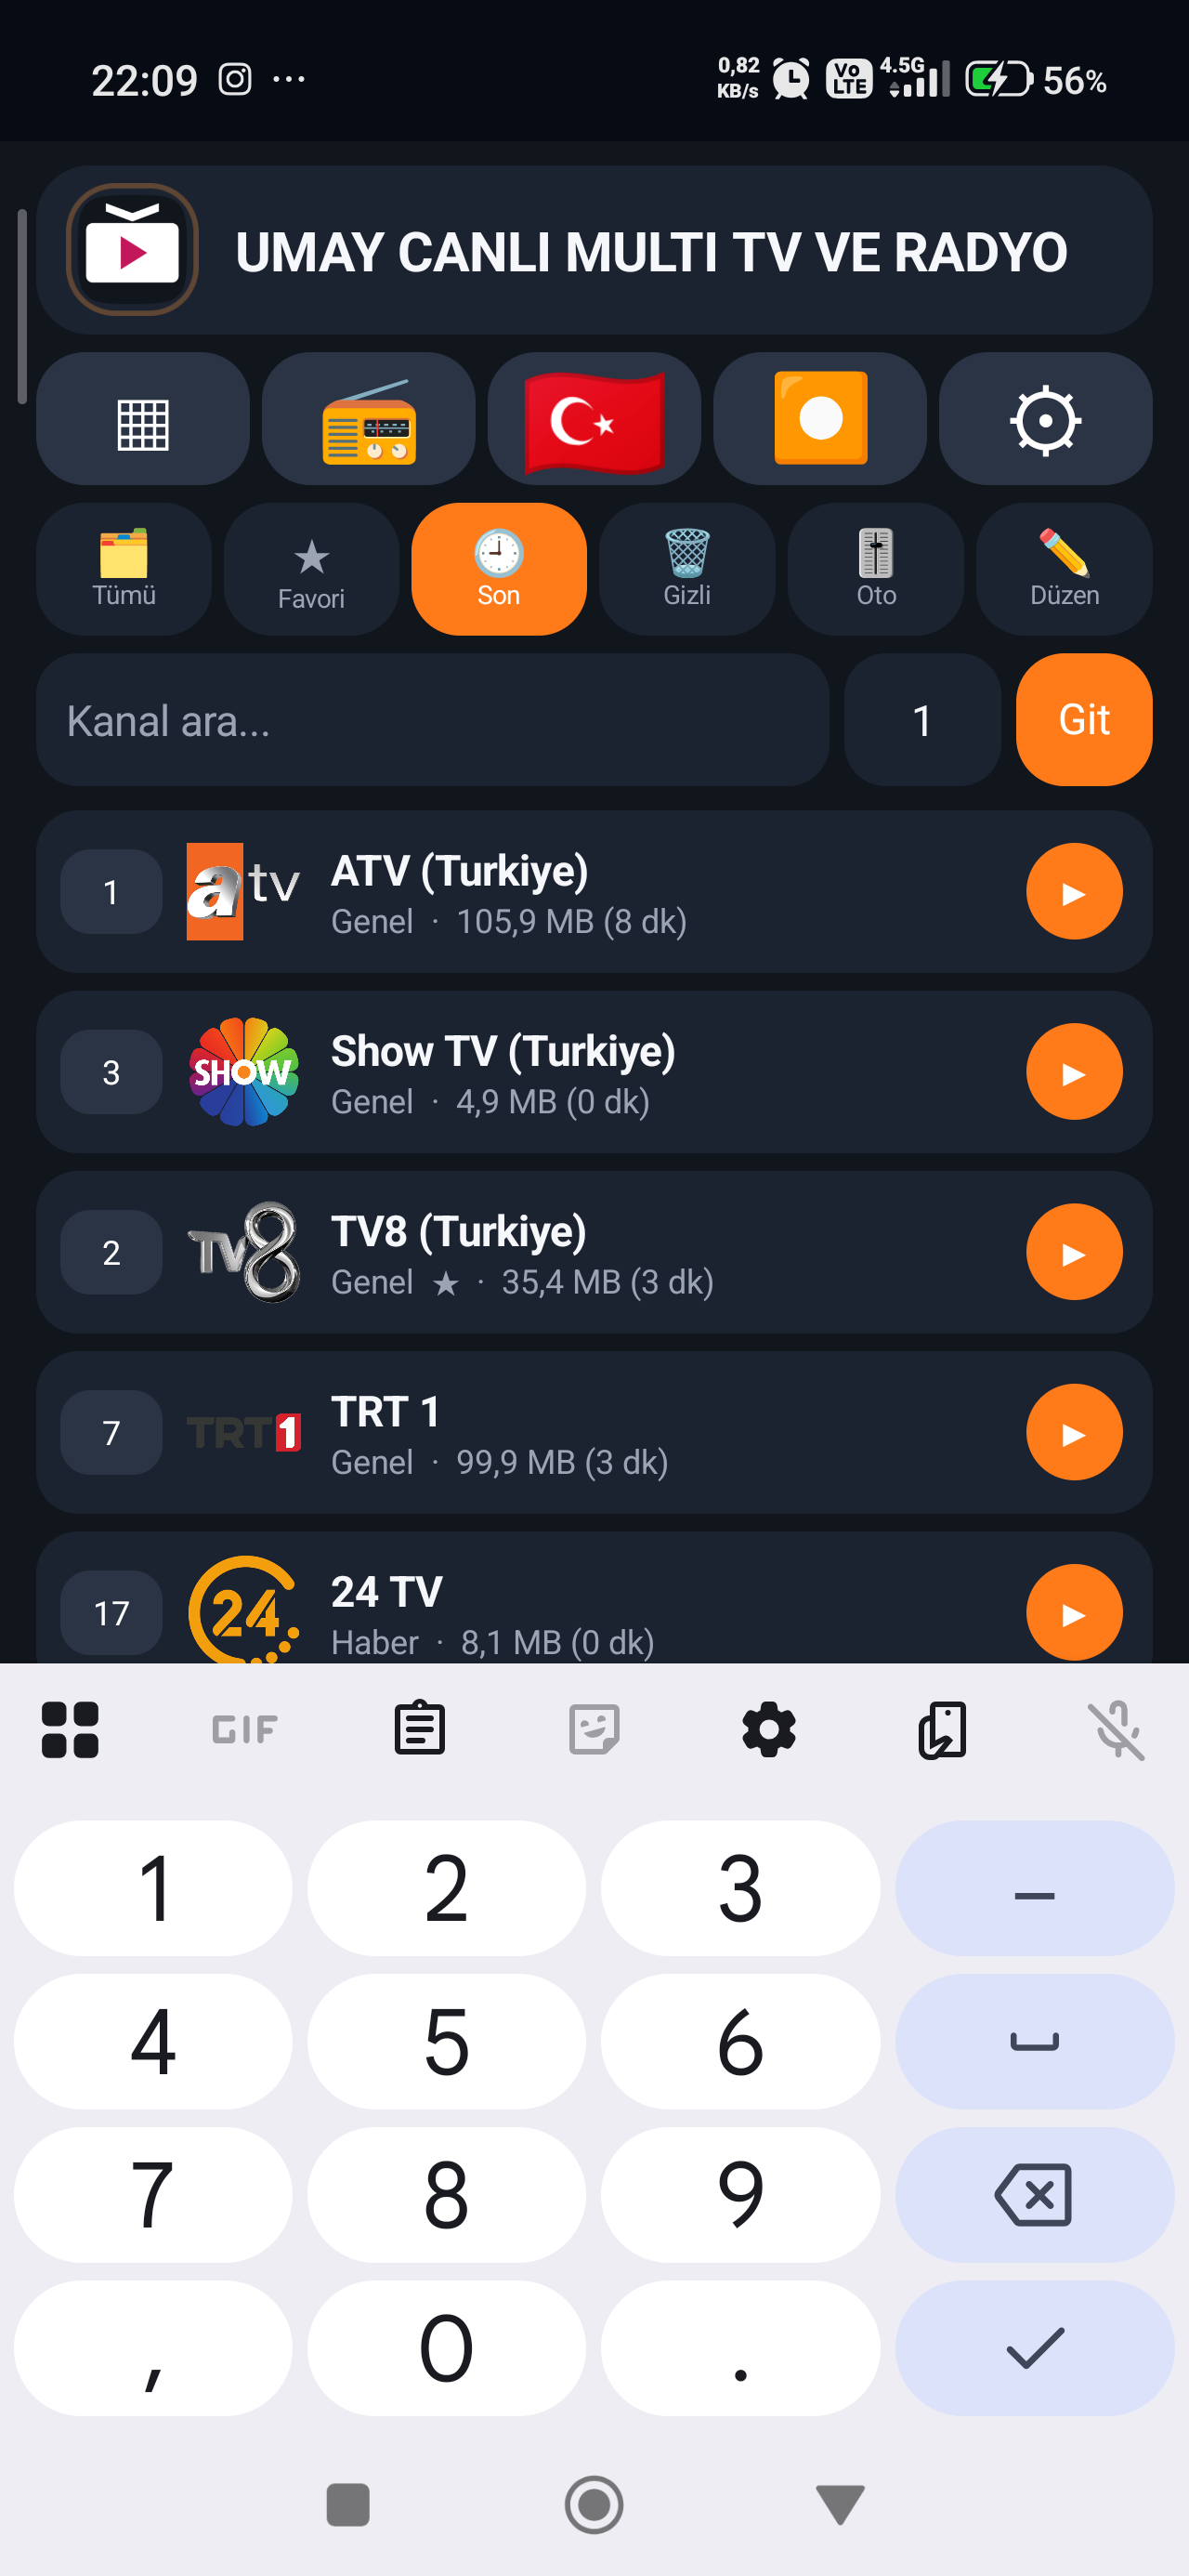 22:09 ... 0,82 KB/s VO LTE 4.5G 56%
UMAY CANLI MULTI TV VE RADYO
Tümü Favori Son Gizli Oto Düzen
Kanal ara... 1 Git
1 atv ATV (Turkiye)
Genel · 105,9 MB (8 dk)
3 SHOW Show TV (Turkiye)
Genel · 4,9 MB (0 dk)
2 TV8 TV8 (Turkiye)
Genel ★ · 35,4 MB (3 dk)
7 TRT1 TRT 1
Genel · 99,9 MB (3 dk)
17 24 24 TV
Haber · 8,1 MB (0 dk)
GIF
1 2 3 –
4 5 6
7 8 9
, 0 .